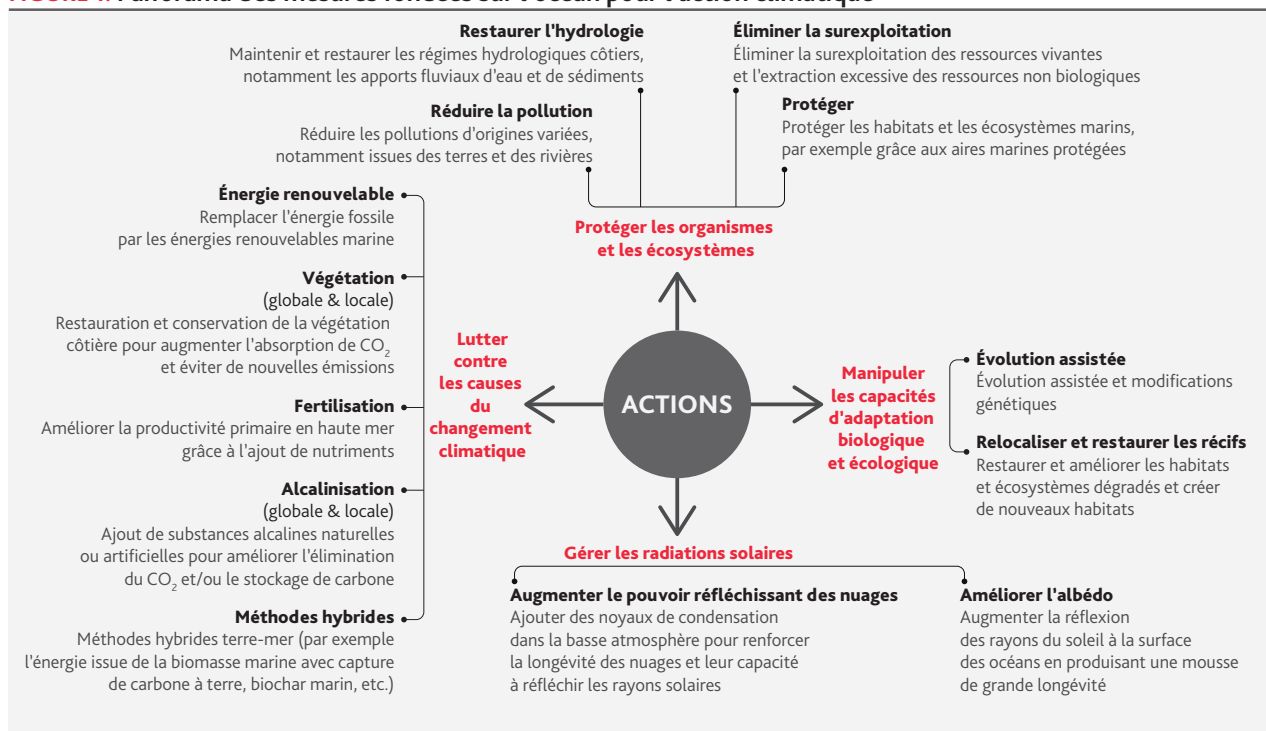 FIGURE 1. Panorama des mesures fondées sur l'océan pour l'action climatique
Restaurer l'hydrologie
Maintenir et restaurer les régimes hydrologiques côtiers,
notamment les apports fluviaux d'eau et de sédiments
Éliminer la surexploitation
Éliminer la surexploitation des ressources vivantes
et l'extraction excessive des ressources non biologiques
Réduire la pollution
Réduire les pollutions d'origines variées,
notamment issues des terres et des rivières
Protéger
Protéger les habitats et les écosystèmes marins,
par exemple grâce aux aires marines protégées
Protéger les organismes
et les écosystèmes
Énergie renouvelable
Remplacer l'énergie fossile
par les énergies renouvelables marine
Végétation
(globale & locale)
Restauration et conservation de la végétation
côtière pour augmenter l'absorption de CO2
et éviter de nouvelles émissions
Fertilisation
Améliorer la productivité primaire en haute mer
grâce à l'ajout de nutriments
Alcalinisation
(globale & locale)
Ajout de substances alcalines naturelles
ou artificielles pour améliorer l'élimination
du CO2 et/ou le stockage de carbone
Méthodes hybrides
Méthodes hybrides terre-mer (par exemple
l'énergie issue de la biomasse marine avec capture
de carbone à terre, biochar marin, etc.)
Lutter
contre
les causes
du
changement
climatique
ACTIONS
Manipuler
les capacités
d'adaptation
biologique
et écologique
Évolution assistée
Évolution assistée et modifications
génétiques
Relocaliser et restaurer les récifs
Restaurer et améliorer les habitats
et écosystèmes dégradés et créer
de nouveaux habitats
Gérer les radiations solaires
Augmenter le pouvoir réfléchissant des nuages
Ajouter des noyaux de condensation
dans la basse atmosphère pour renforcer
la longévité des nuages et leur capacité
à réfléchir les rayons solaires
Améliorer l'albédo
Augmenter la réflexion
des rayons du soleil à la surface
des océans en produisant une mousse
de grande longévité